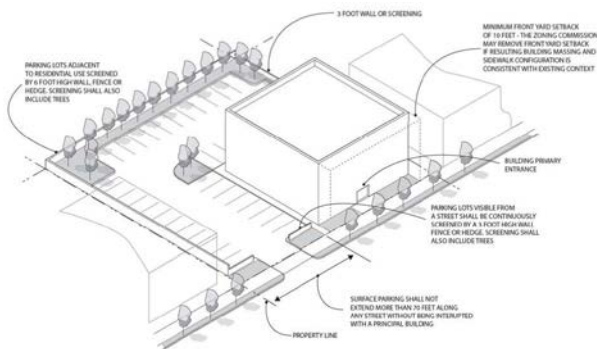 3 FOOT WALL OR SCREENING
MINIMUM FRONT YARD SETBACK
OF 10 FEET - THE ZONING COMMISSION
MAY REMOVE FRONT YARD SETBACK
IF RESULTING BUILDING MASSING AND
SIDEWALK CONFIGURATION IS
CONSISTENT WITH EXISTING CONTEXT
PARKING LOTS ADJACENT
TO RESIDENTIAL USE SCREENED
BY 6 FOOT HIGH WALL, FENCE OR
HEDGE. SCREENING SHALL ALSO
INCLUDE TREES
BUILDING PRIMARY
ENTRANCE
PARKING LOTS VISIBLE FROM
A STREET SHALL BE CONTINUOUSLY
SCREENED BY A 3 FOOT HIGH WALL
FENCE OR HEDGE. SCREENING SHALL
ALSO INCLUDE TREES
SURFACE PARKING SHALL NOT
EXTEND MORE THAN 70 FEET ALONG
ANY STREET WITHOUT BEING INTERUPTED
WITH A PRINCIPAL BUILDING
PROPERTY LINE